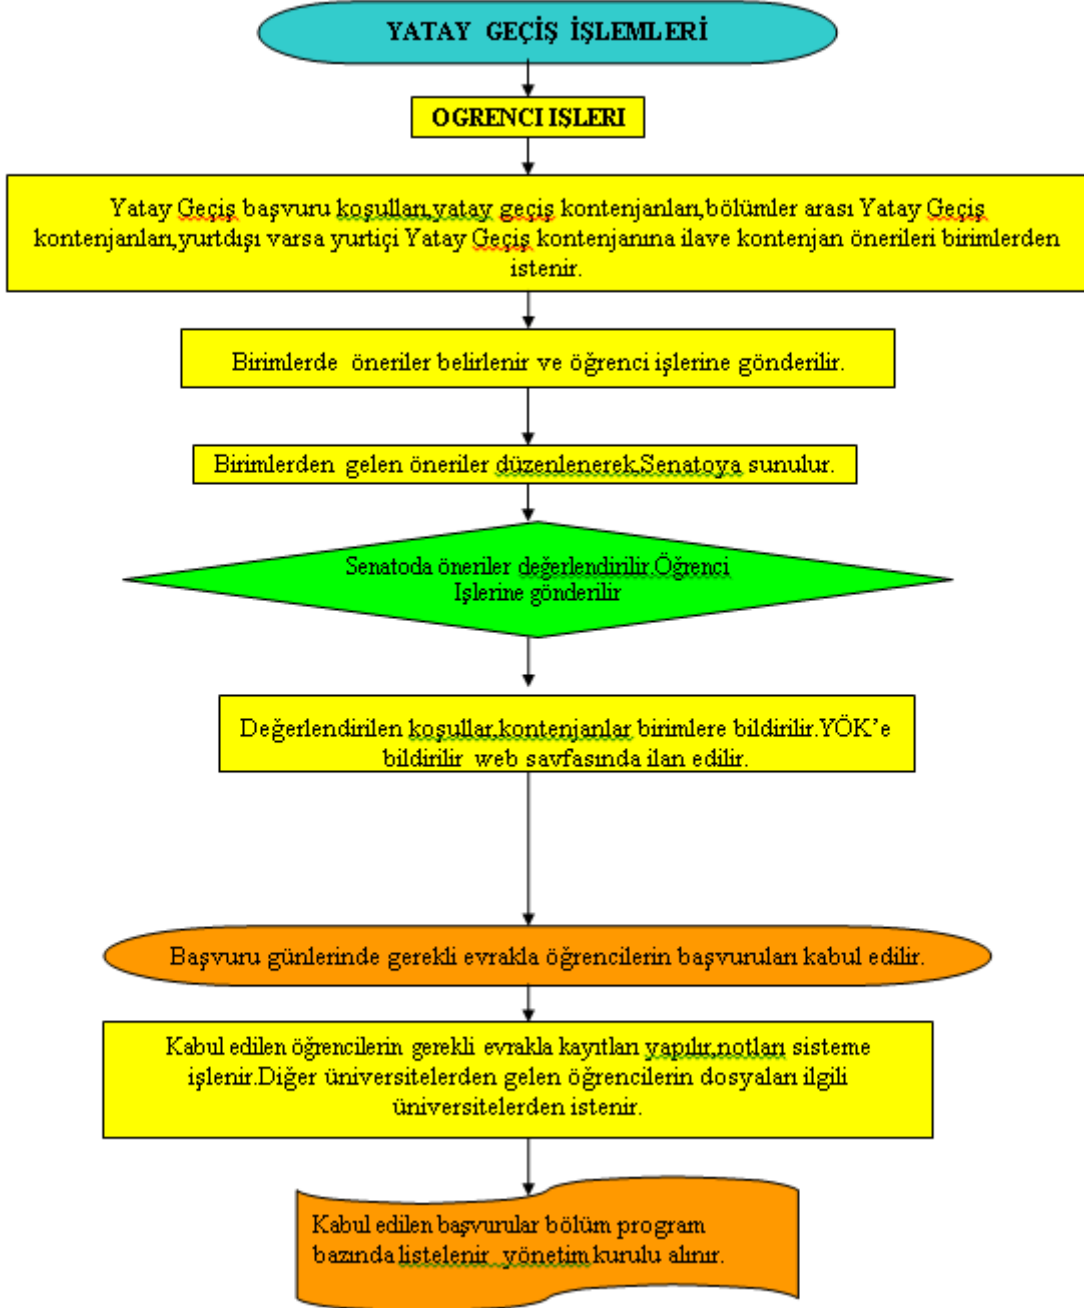 YATAY GEÇİŞ İŞLEMLERİ
OGRENCI ISLERI
Yatay Geçiş başvuru koşulları,yatay geçiş kontenjanları,bölümler arası Yatay Geçiş
kontenjanları,yurtdışı varsa yurtiçi Yatay Geçiş kontenjanına ilave kontenjan önerileri birimlerden
istenir.
Birimlerde öneriler belirlenir ve öğrenci işlerine gönderilir.
Birimlerden gelen öneriler düzenlenerek,Senatoya sunulur.
Senatoda öneriler değerlendirilir.Öğrenci
Işlerine gönderilir
Değerlendirilen koşullar,kontenjanlar birimlere bildirilir.YÖK'e
bildirilir web sayfasında ilan edilir.
Başvuru günlerinde gerekli evrakla öğrencilerin başvuruları kabul edilir.
Kabul edilen öğrencilerin gerekli evrakla kayıtları yapılır,notları sisteme
işlenir.Diğer üniversitelerden gelen öğrencilerin dosyaları ilgili
üniversitelerden istenir.
Kabul edilen başvurular bölüm program
bazında listelenir yönetim kurulu alınır.